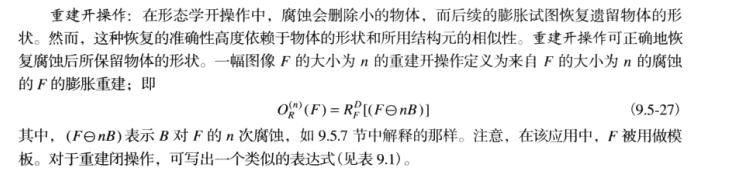 重建开操作：在形态学开操作中，腐蚀会删除小的物体，而后续的膨胀试图恢复遗留物体的形
状。然而，这种恢复的准确性高度依赖于物体的形状和所用结构元的相似性。重建开操作可正确地恢
复腐蚀后所保留物体的形状。一幅图像 F 的大小为 n 的重建开操作定义为来自 F 的大小为 n 的腐蚀
的 F 的膨胀重建；即
O_R^{(n)}(F) = R_F^D[(F⊖nB)] (9.5-27)
其中，(F⊖nB)表示 B 对 F 的 n 次腐蚀，如 9.5.7 节中解释的那样。注意，在该应用中，F 被用做模
板。对于重建闭操作，可写出一个类似的表达式(见表 9.1)。